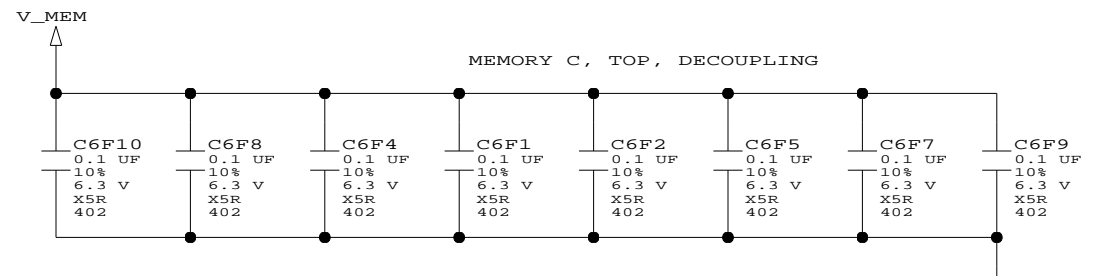 V_MEM
MEMORY C, TOP, DECOUPLING
C6F10
0.1 UF
10%
6.3 V
X5R
402
C6F8
0.1 UF
10%
6.3 V
X5R
402
C6F4
0.1 UF
10%
6.3 V
X5R
402
C6F1
0.1 UF
10%
6.3 V
X5R
402
C6F2
0.1 UF
10%
6.3 V
X5R
402
C6F5
0.1 UF
10%
6.3 V
X5R
402
C6F7
0.1 UF
10%
6.3 V
X5R
402
C6F9
0.1 UF
10%
6.3 V
X5R
402